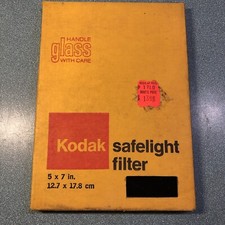 HANDLE
glass
WITH CARE
Kodak
safelight
filter
5 x 7 in.
12.7 x 17.8 cm